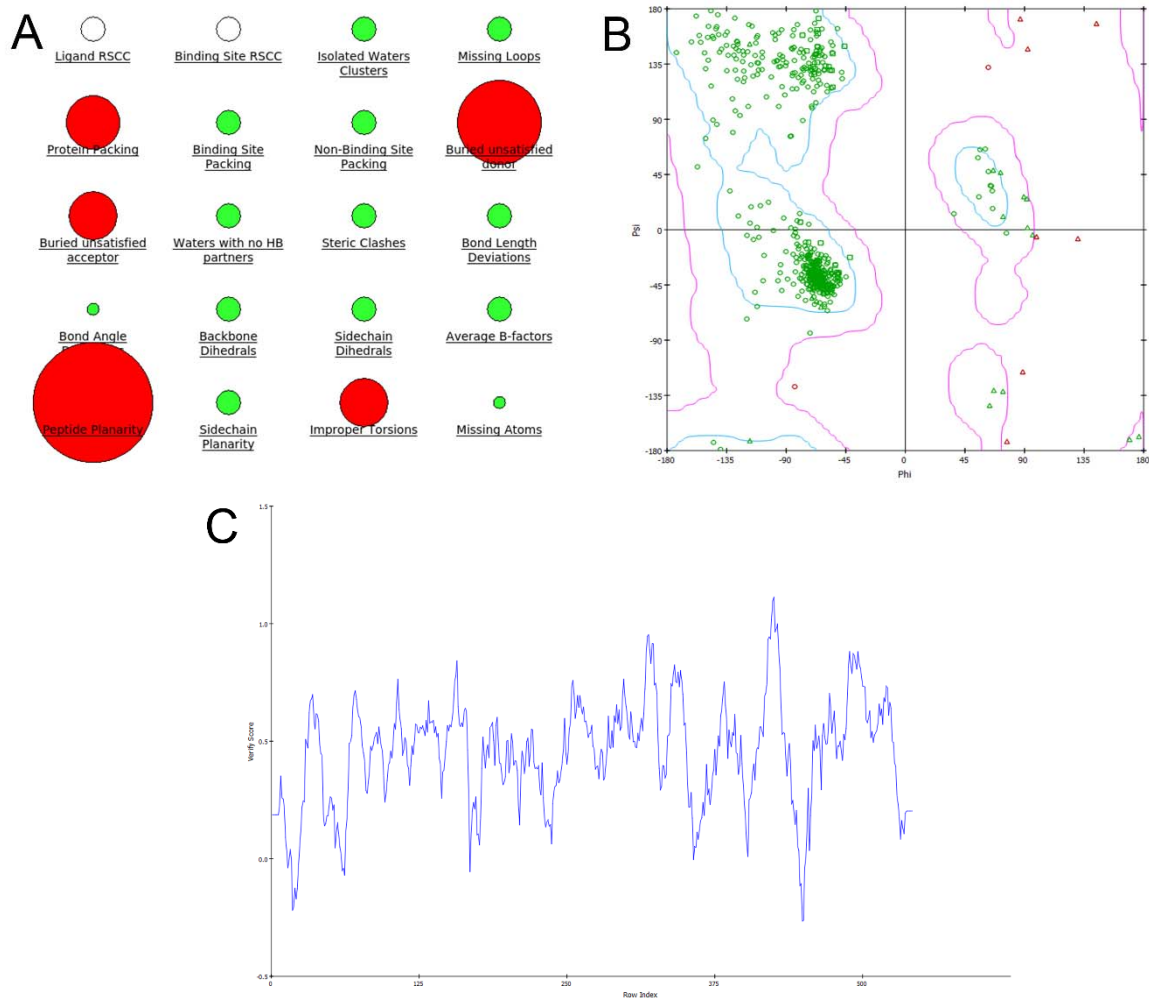 A
Ligand RSCC
Binding Site RSCC
Isolated Waters
Clusters
Missing Loops
Protein Packing
Binding Site
Packing
Non-Binding Site
Packing
Buried unsatisfied
donor
Buried unsatisfied
acceptor
Waters with no HB
partners
Steric Clashes
Bond Length
Deviations
Bond Angle
Backbone
Dihedrals
Sidechain
Dihedrals
Average B-factors
Peptide Planarity
Sidechain
Planarity
Improper Torsions
Missing Atoms
B
180
135
90
45
0
-45
-90
-135
-180
Psi
-180 -135 -90 -45 0 45 90 135 180
Phi
C
1.5
1.0
0.5
0.0
-0.5
Verify Score
0 125 250 375 500
Row Index